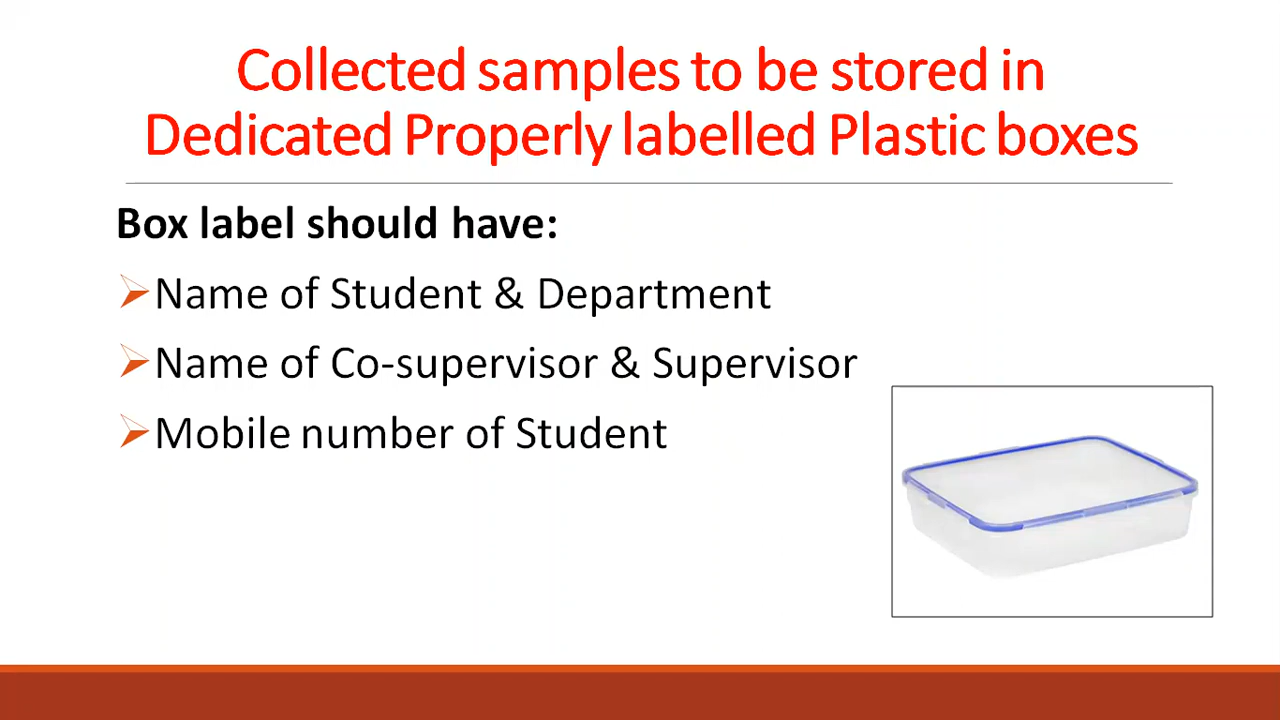 Collected samples to be stored in
Dedicated Properly labelled Plastic boxes
Box label should have:
Name of Student & Department
Name of Co-supervisor & Supervisor
Mobile number of Student